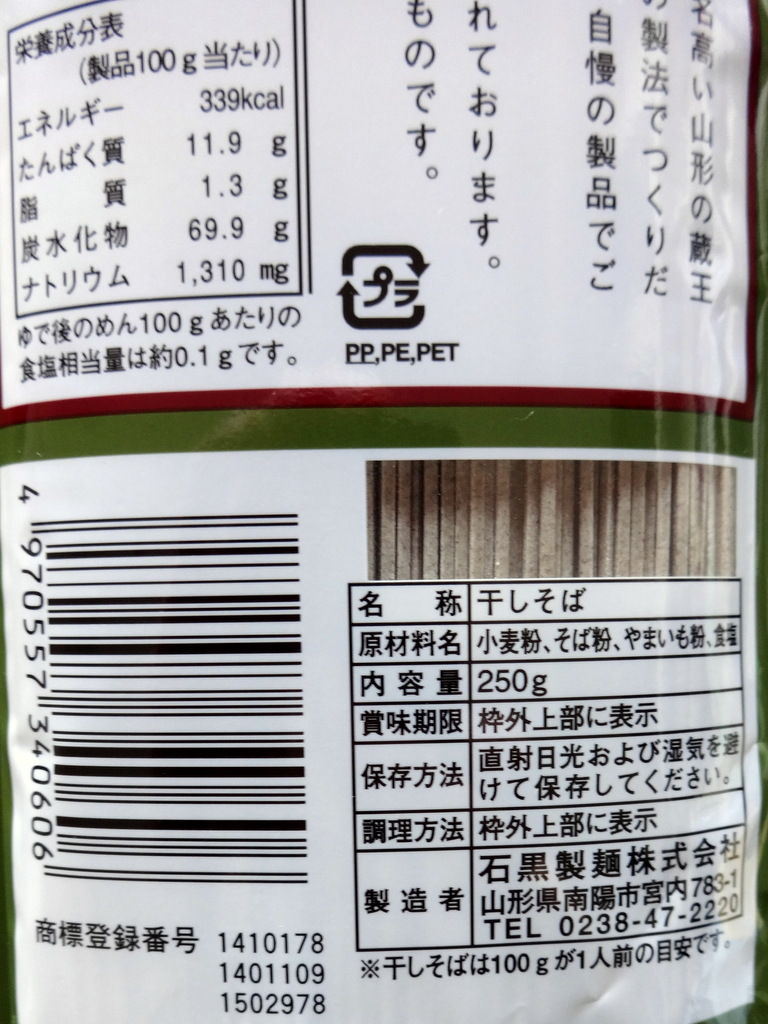 栄養成分表
(製品100g当たり)
エネルギー 339kcal
たんぱく質 11.9 g
脂質 1.3 g
炭水化物 69.9 g
ナトリウム 1,310 mg
ゆで後のめん100gあたりの
食塩相当量は約0.1gです。
名高い山形の蔵王
製法でつくりだ
自慢の製品でご
れております。
ものです。
プラ
PP,PE,PET
4 970557 340606
商標登録番号 1410178
1401109
1502978
名称 干しそば
原材料名 小麦粉、そば粉、やまいも粉、食塩
内容量 250g
賞味期限 枠外上部に表示
保存方法 直射日光および湿気を避
けて保存してください。
調理方法 枠外上部に表示
製造者 石黒製麺株式会社
山形県南陽市宮内783-1
TEL 0238-47-2220
※干しそばは100gが1人前の目安です。